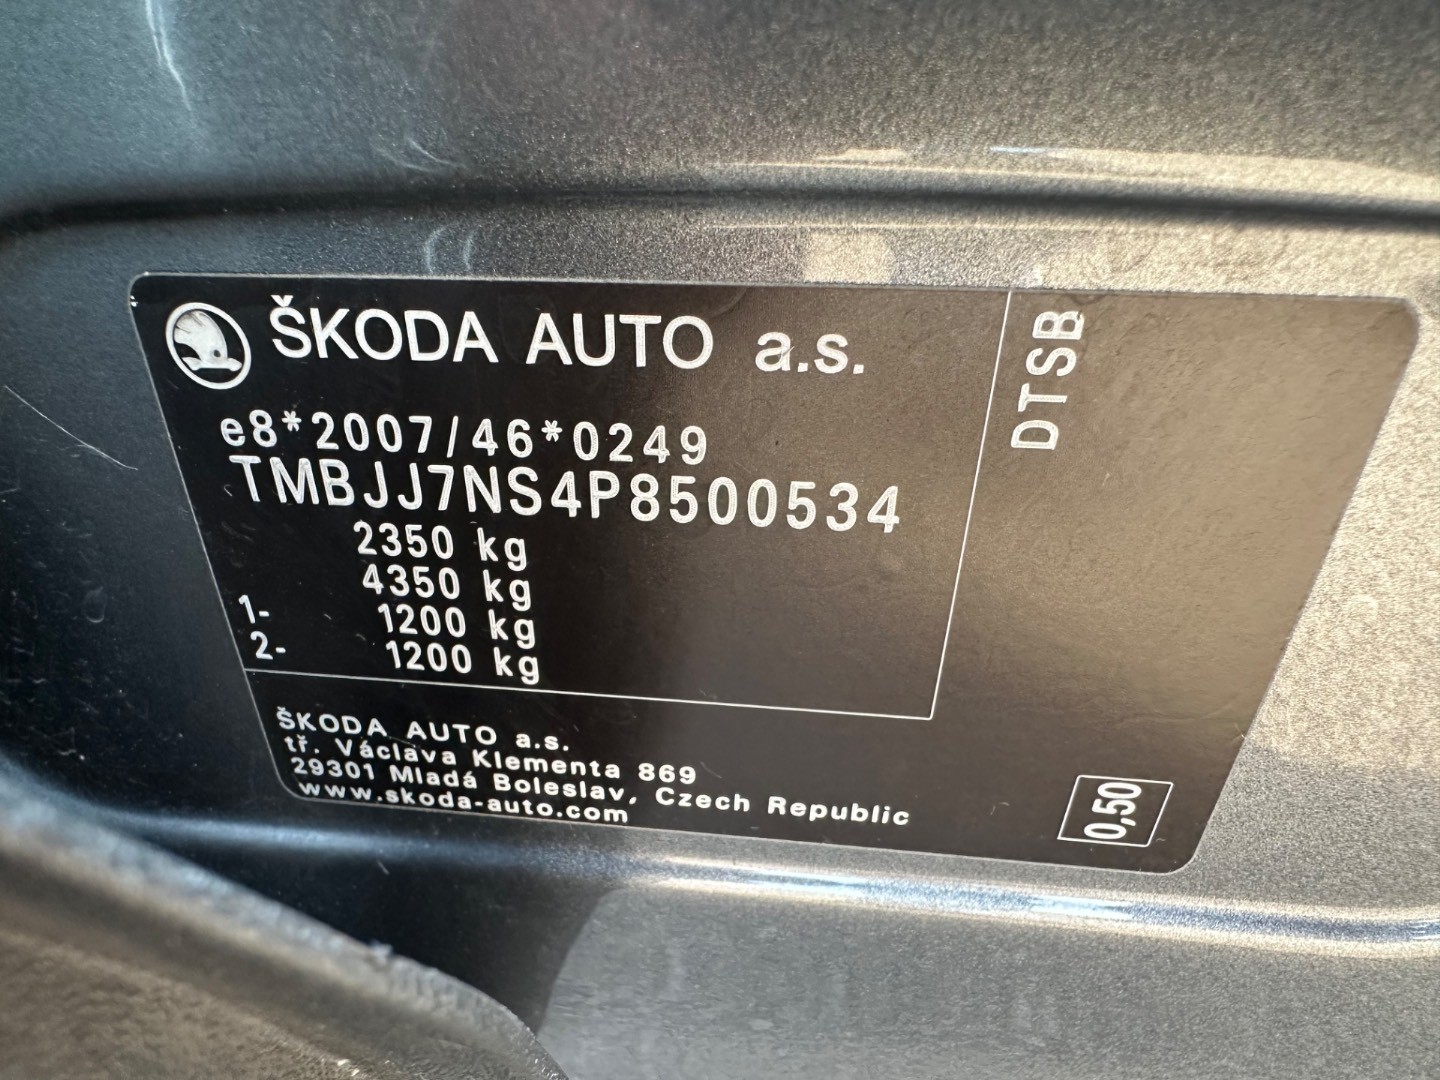 ŠKODA AUTO a.s.
e8*2007/46*0249
TMBJJ7NS4P8500534
2350 kg
4350 kg
1- 1200 kg
2- 1200 kg
DTSB
ŠKODA AUTO a.s.
tř. Václava Klementa 869
29301 Mladá Boleslav, Czech Republic
www.skoda-auto.com
0,50